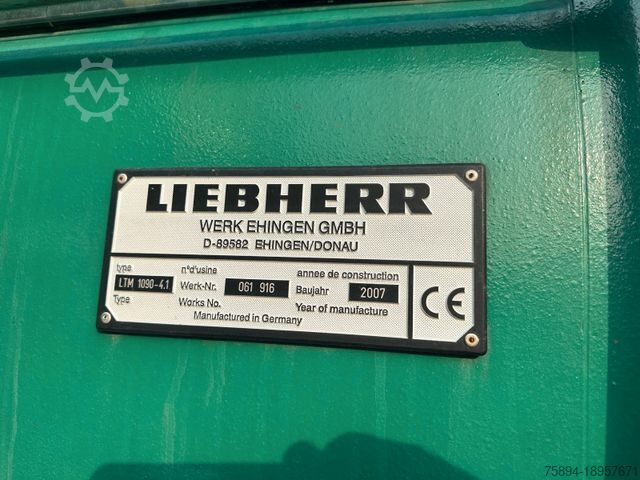 LIEBHERR
WERK EHINGEN GMBH
D-89582 EHINGEN/DONAU
type n°d'usine annee de construction
LTM 1090-4.1 Werk-Nr. 061 916 Baujahr 2007
Type Works No. Year of manufacture
Manufactured in Germany
CE
75894-18957671